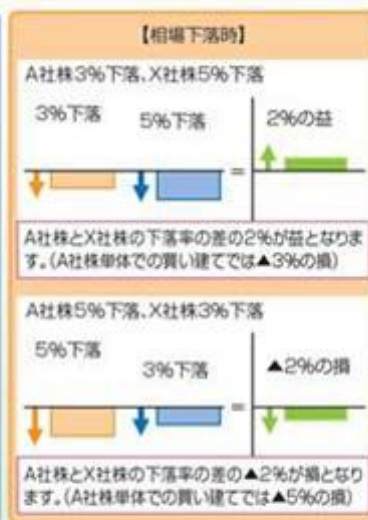 【相場下落時】
A社株3%下落、X社株5%下落
3%下落
5%下落
2%の益
=
A社株とX社株の下落率の差の2%が益となりま
す。(A社株単体での買い建てでは▲3%の損)
A社株5%下落、X社株3%下落
5%下落
3%下落
▲2%の損
=
A社株とX社株の下落率の差の▲2%が損となり
ます。(A社株単体での買い建てでは▲5%の損)